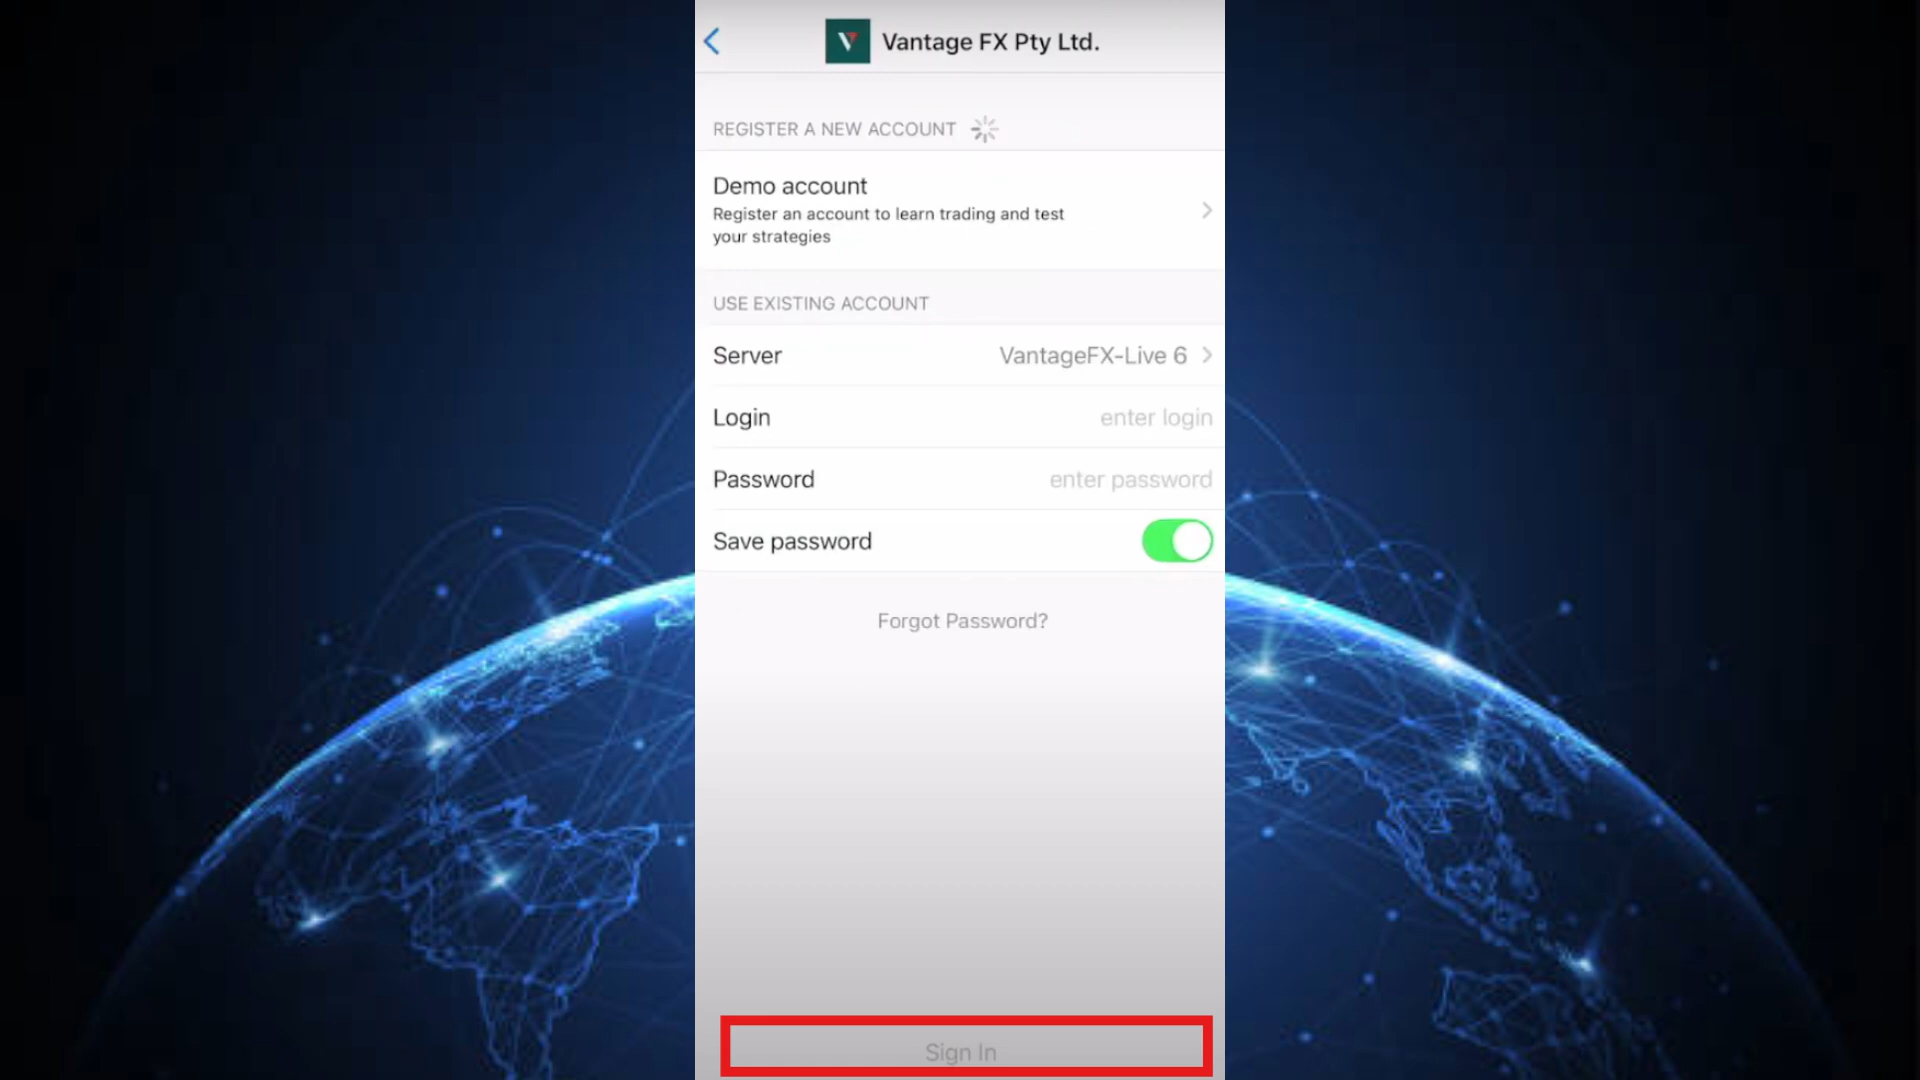 Vantage FX Pty Ltd.
REGISTER A NEW ACCOUNT
Demo account
Register an account to learn trading and test
your strategies
USE EXISTING ACCOUNT
Server VantageFX-Live 6
Login enter login
Password enter password
Save password
Forgot Password?
Sign In